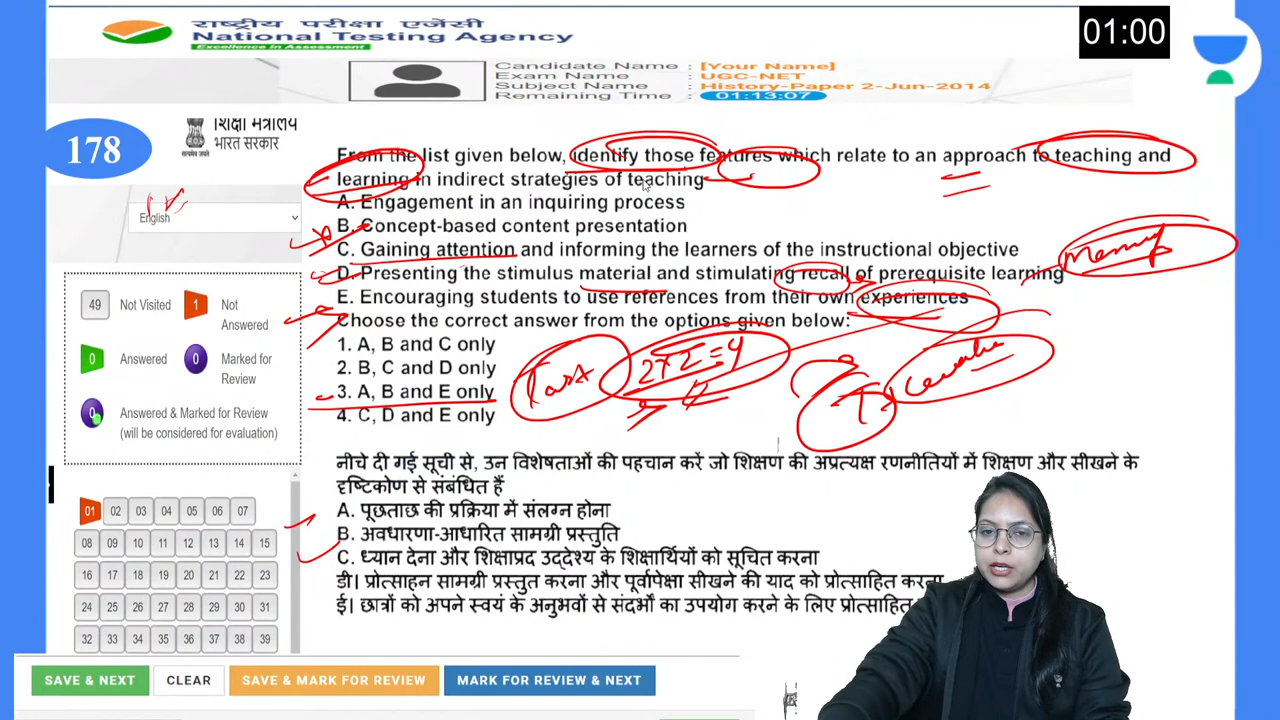 राष्ट्रीय परीक्षा एजेंसी
National Testing Agency
Excellence in Assessment
01:00
Candidate Name : [Your Name]
Exam Name : UGC-NET
Subject Name : History-Paper 2-Jun-2014
Remaining Time : 01:13:07
178
शिक्षा मंत्रालय
भारत सरकार
English
From the list given below, identify those features which relate to an approach to teaching and
learning in indirect strategies of teaching
A. Engagement in an inquiring process
B. Concept-based content presentation
C. Gaining attention and informing the learners of the instructional objective
D. Presenting the stimulus material and stimulating recall of prerequisite learning
Memory
E. Encouraging students to use references from their own experiences
Choose the correct answer from the options given below:
1. A, B and C only
2. B, C and D only
3. A, B and E only
4. C, D and E only
2x2=4
49 Not Visited
1 Not Answered
0 Answered
0 Marked for Review
0 Answered & Marked for Review
(will be considered for evaluation)
नीचे दी गई सूची से, उन विशेषताओं की पहचान करें जो शिक्षण की अप्रत्यक्ष रणनीतियों में शिक्षण और सीखने के
दृष्टिकोण से संबंधित हैं
A. पूछताछ की प्रक्रिया में संलग्न होना
B. अवधारणा-आधारित सामग्री प्रस्तुति
C. ध्यान देना और शिक्षाप्रद उद्देश्य के शिक्षार्थियों को सूचित करना
डी। प्रोत्साहन सामग्री प्रस्तुत करना और पूर्वापेक्षा सीखने की याद को प्रोत्साहित करना
ई। छात्रों को अपने स्वयं के अनुभवों से संदर्भों का उपयोग करने के लिए प्रोत्साहित
01 02 03 04 05 06 07
08 09 10 11 12 13 14 15
16 17 18 19 20 21 22 23
24 25 26 27 28 29 30 31
32 33 34 35 36 37 38 39
SAVE & NEXT CLEAR SAVE & MARK FOR REVIEW MARK FOR REVIEW & NEXT